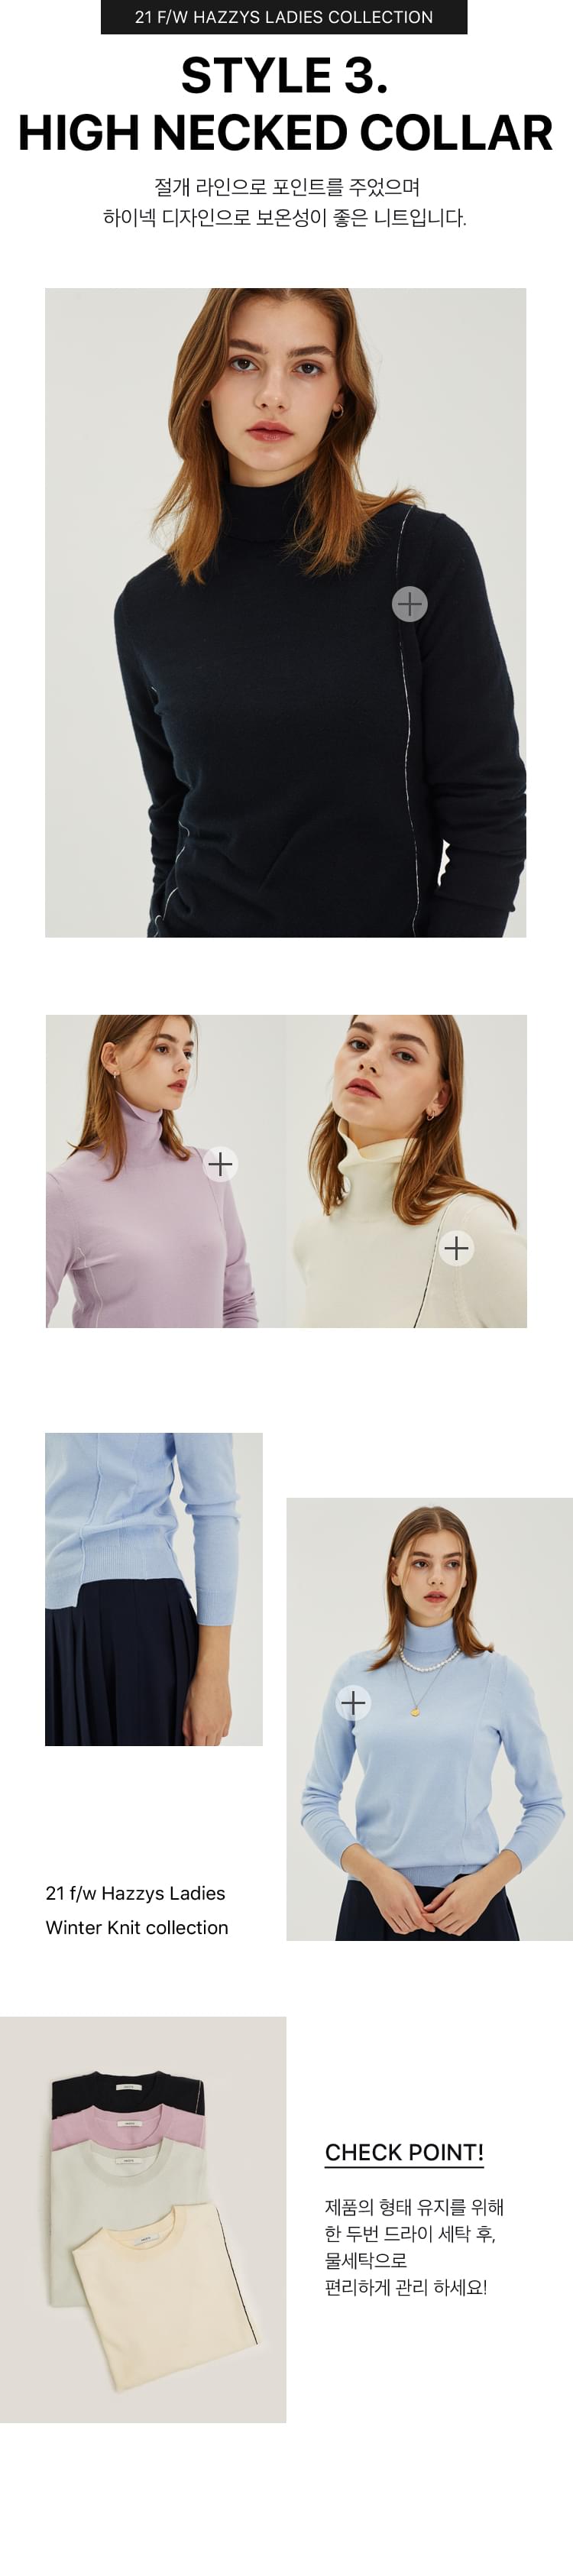 21 F/W HAZZYS LADIES COLLECTION
STYLE 3.
HIGH NECKED COLLAR
절개 라인으로 포인트를 주었으며
하이넥 디자인으로 보온성이 좋은 니트입니다.
21 f/w Hazzys Ladies
Winter Knit collection
CHECK POINT!
제품의 형태 유지를 위해
한 두번 드라이 세탁 후,
물세탁으로
편리하게 관리 하세요!